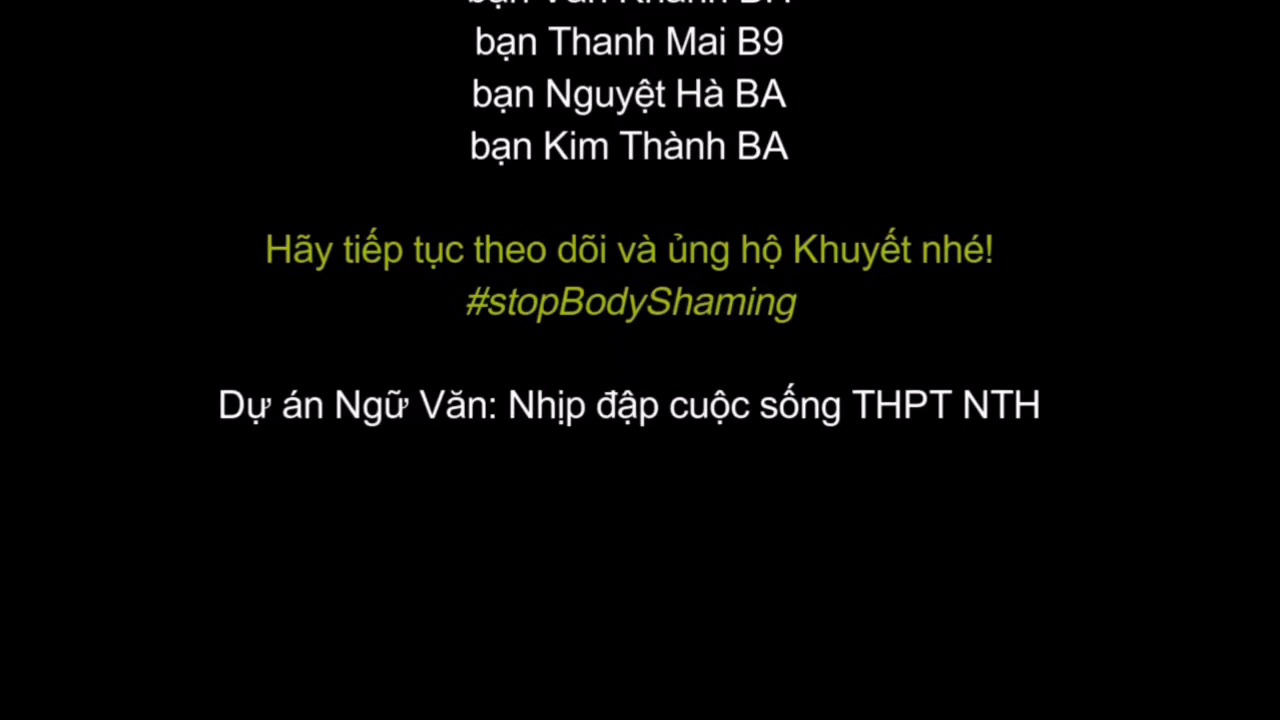 bạn Thanh Mai B9
bạn Nguyệt Hà BA
bạn Kim Thành BA
Hãy tiếp tục theo dõi và ủng hộ Khuyết nhé!
#stopBodyShaming
Dự án Ngữ Văn: Nhịp đập cuộc sống THPT NTH